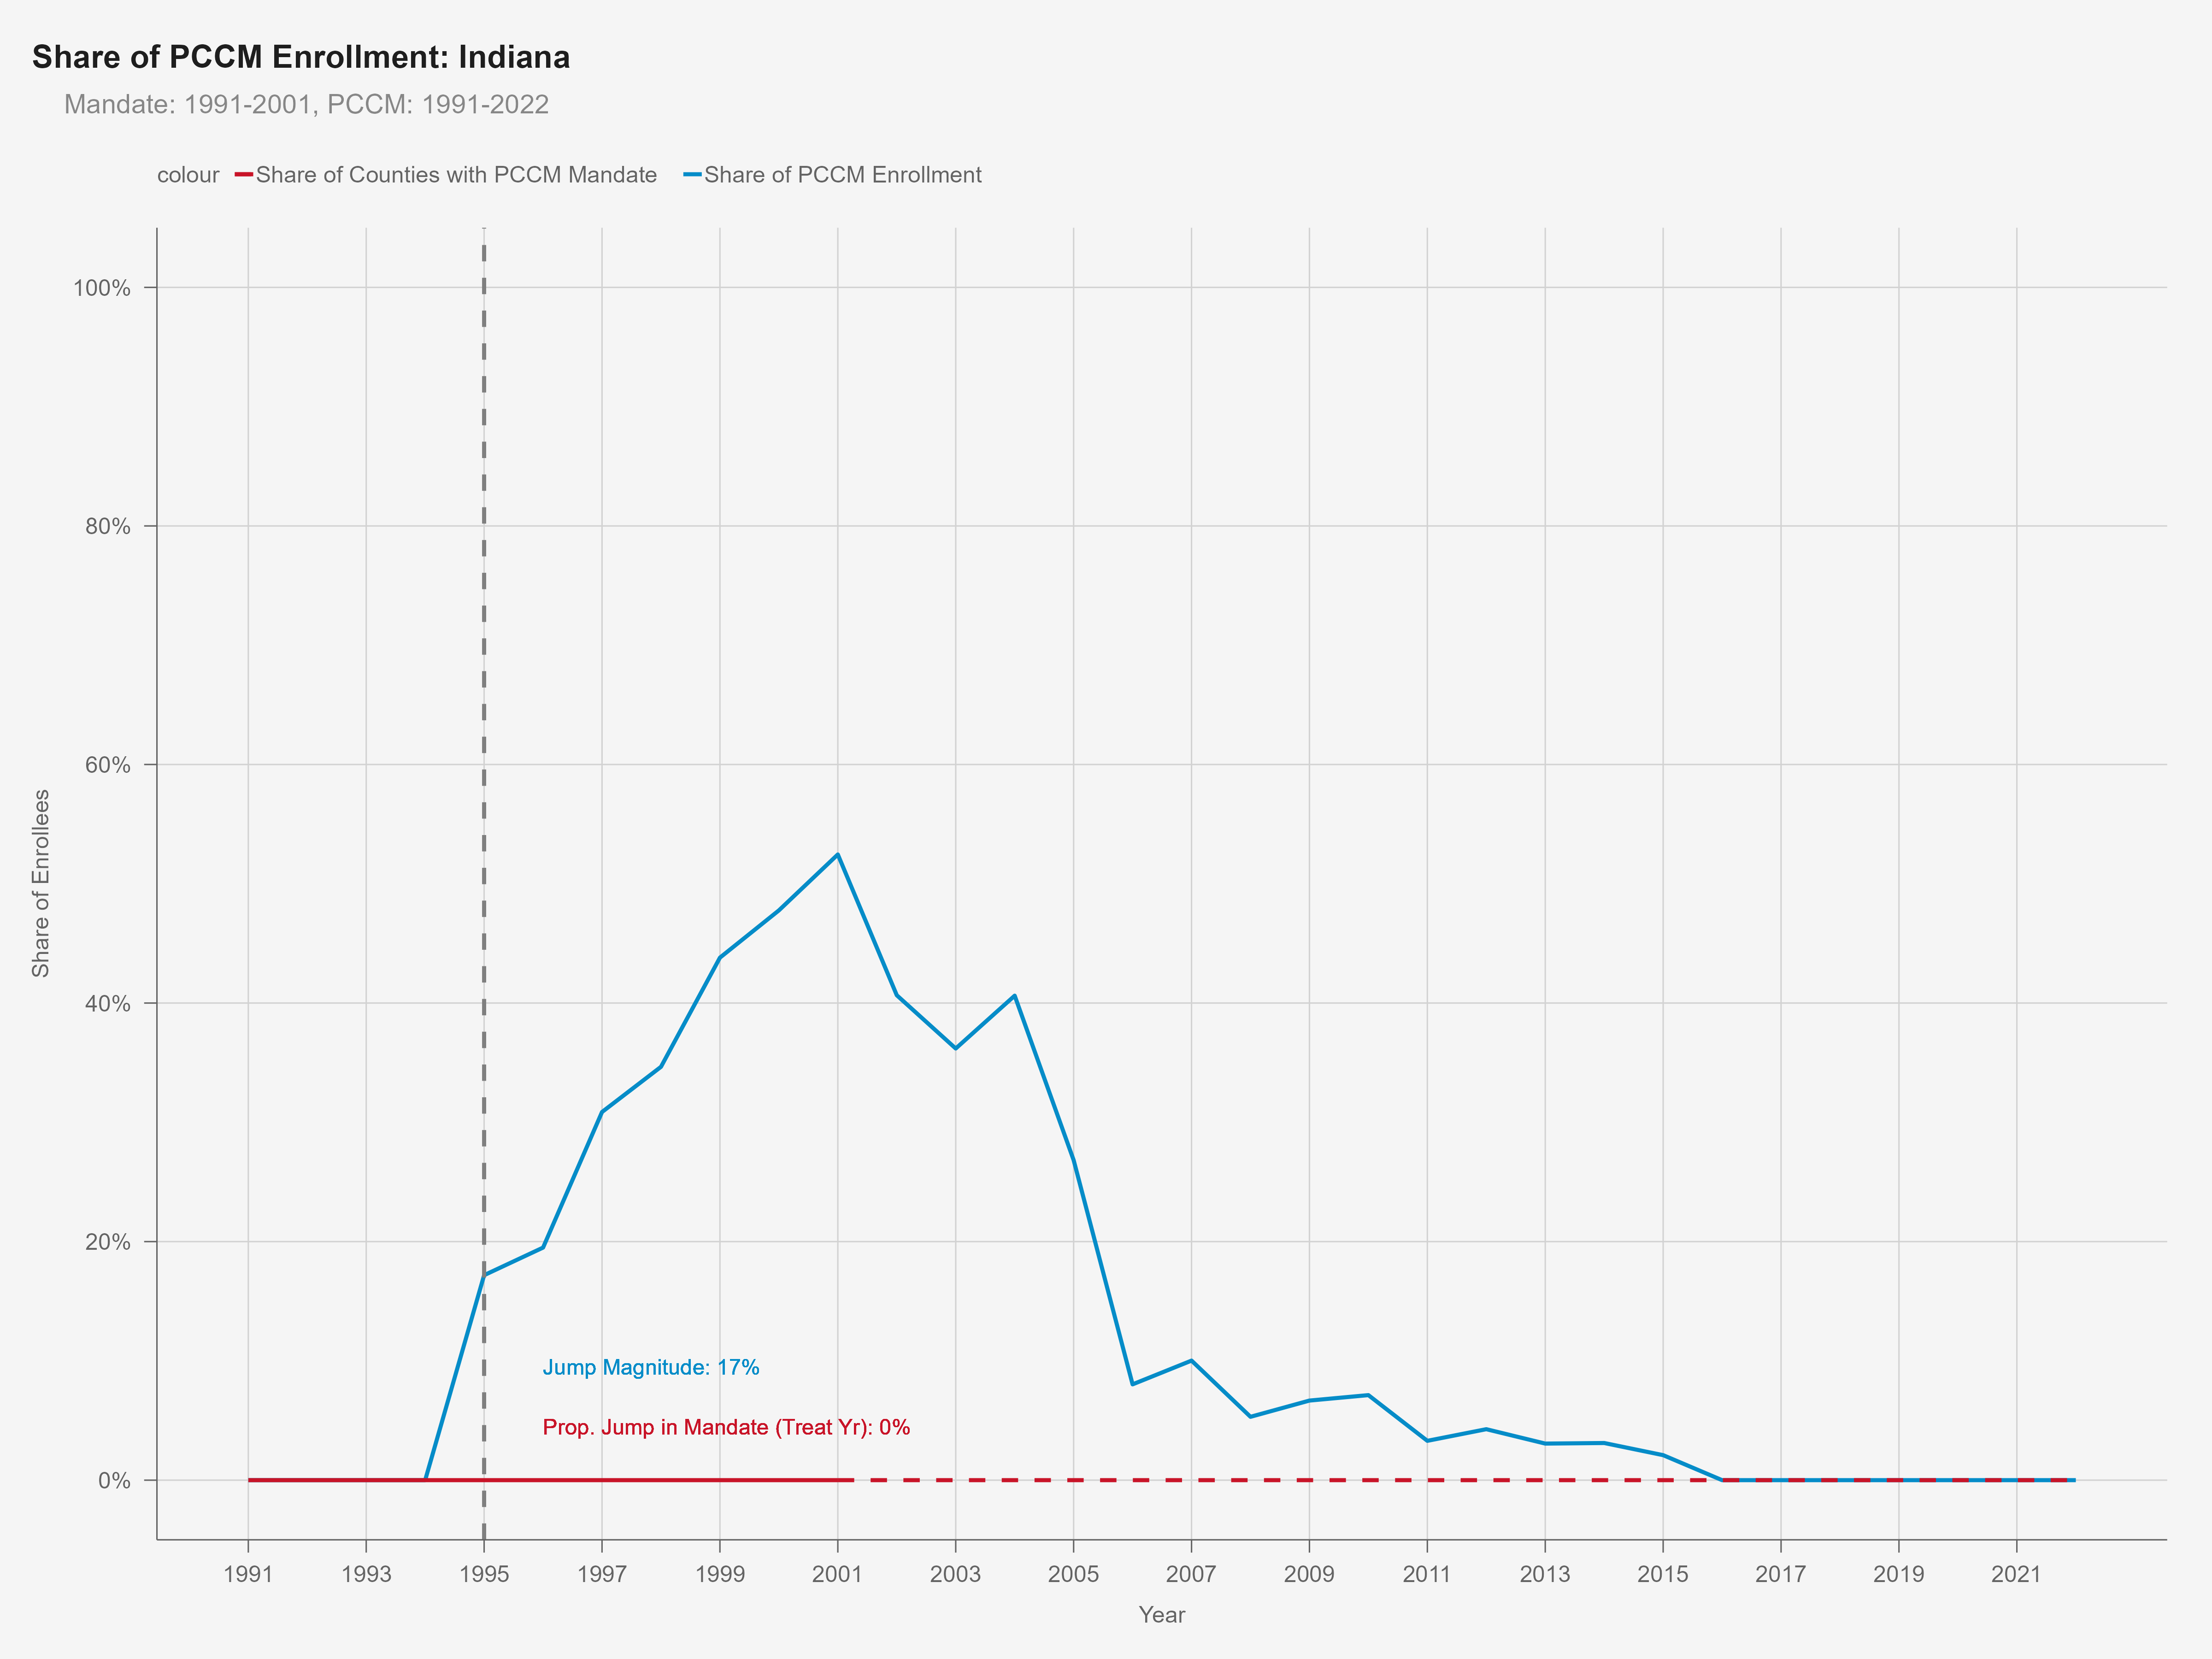 Share of PCCM Enrollment: Indiana
Mandate: 1991-2001, PCCM: 1991-2022
colour Share of Counties with PCCM Mandate Share of PCCM Enrollment
100%
80%
60%
40%
20%
0%
Share of Enrollees
Jump Magnitude: 17%
Prop. Jump in Mandate (Treat Yr): 0%
1991 1993 1995 1997 1999 2001 2003 2005 2007 2009 2011 2013 2015 2017 2019 2021
Year